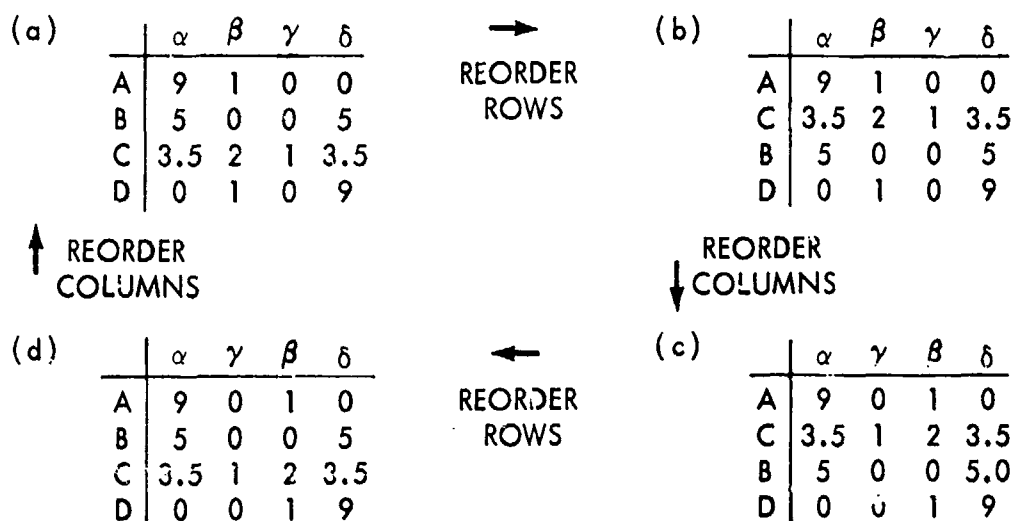 (a) α β γ δ
A 9 1 0 0
B 5 0 0 5
C 3.5 2 1 3.5
D 0 1 0 9
REORDER
ROWS
(b) α β γ δ
A 9 1 0 0
C 3.5 2 1 3.5
B 5 0 0 5
D 0 1 0 9
REORDER
COLUMNS
REORDER
COLUMNS
(d) α γ β δ
A 9 0 1 0
B 5 0 0 5
C 3.5 1 2 3.5
D 0 0 1 9
REORDER
ROWS
(c) α γ β δ
A 9 0 1 0
C 3.5 1 2 3.5
B 5 0 0 5.0
D 0 0 1 9